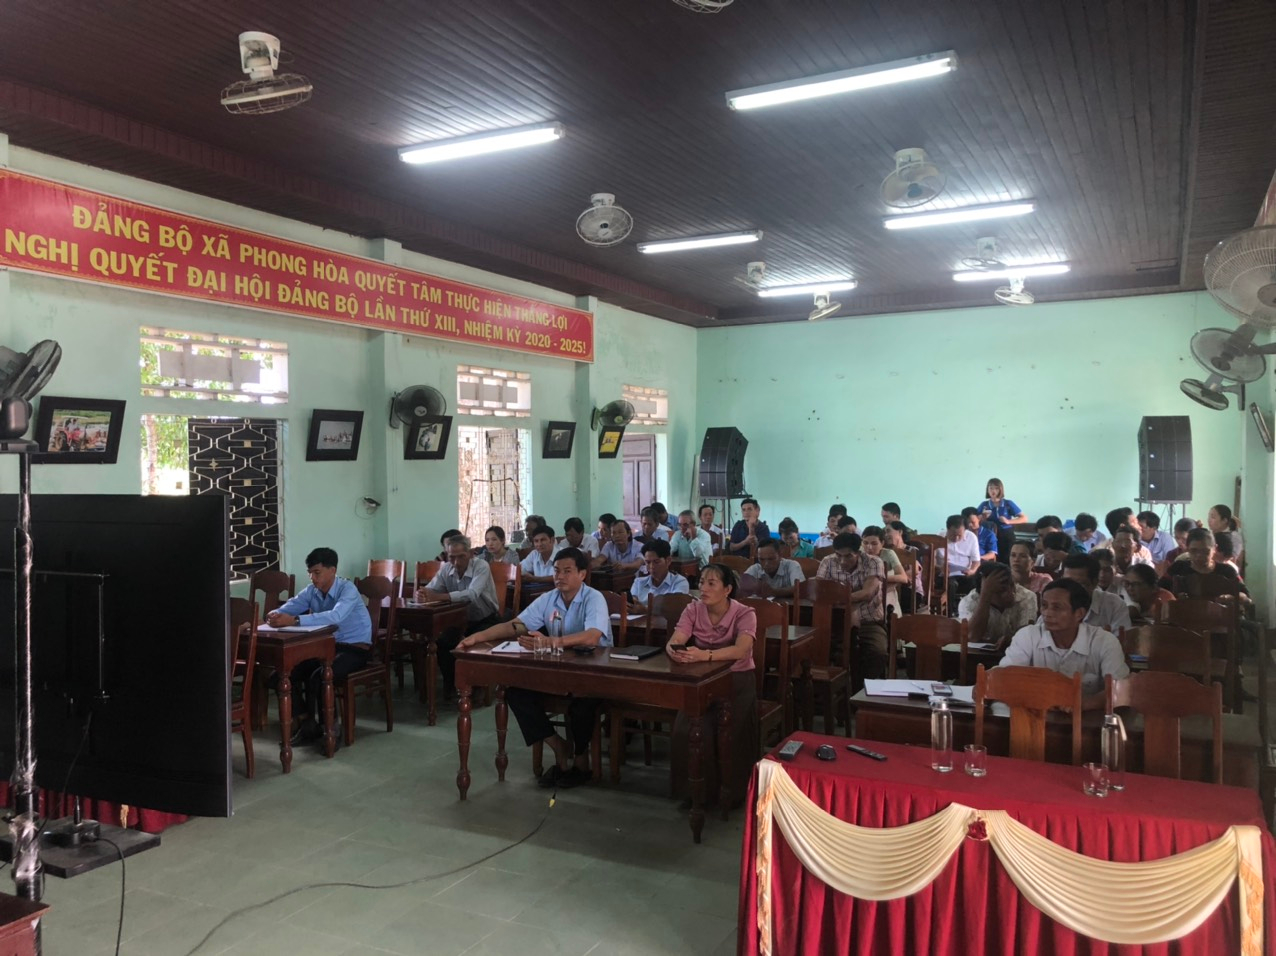 ĐẢNG BỘ XÃ PHONG HÒA QUYẾT TÂM THỰC HIỆN THẮNG LỢI
NGHỊ QUYẾT ĐẠI HỘI ĐẢNG BỘ LẦN THỨ XIII, NHIỆM KỲ 2020 - 2025!